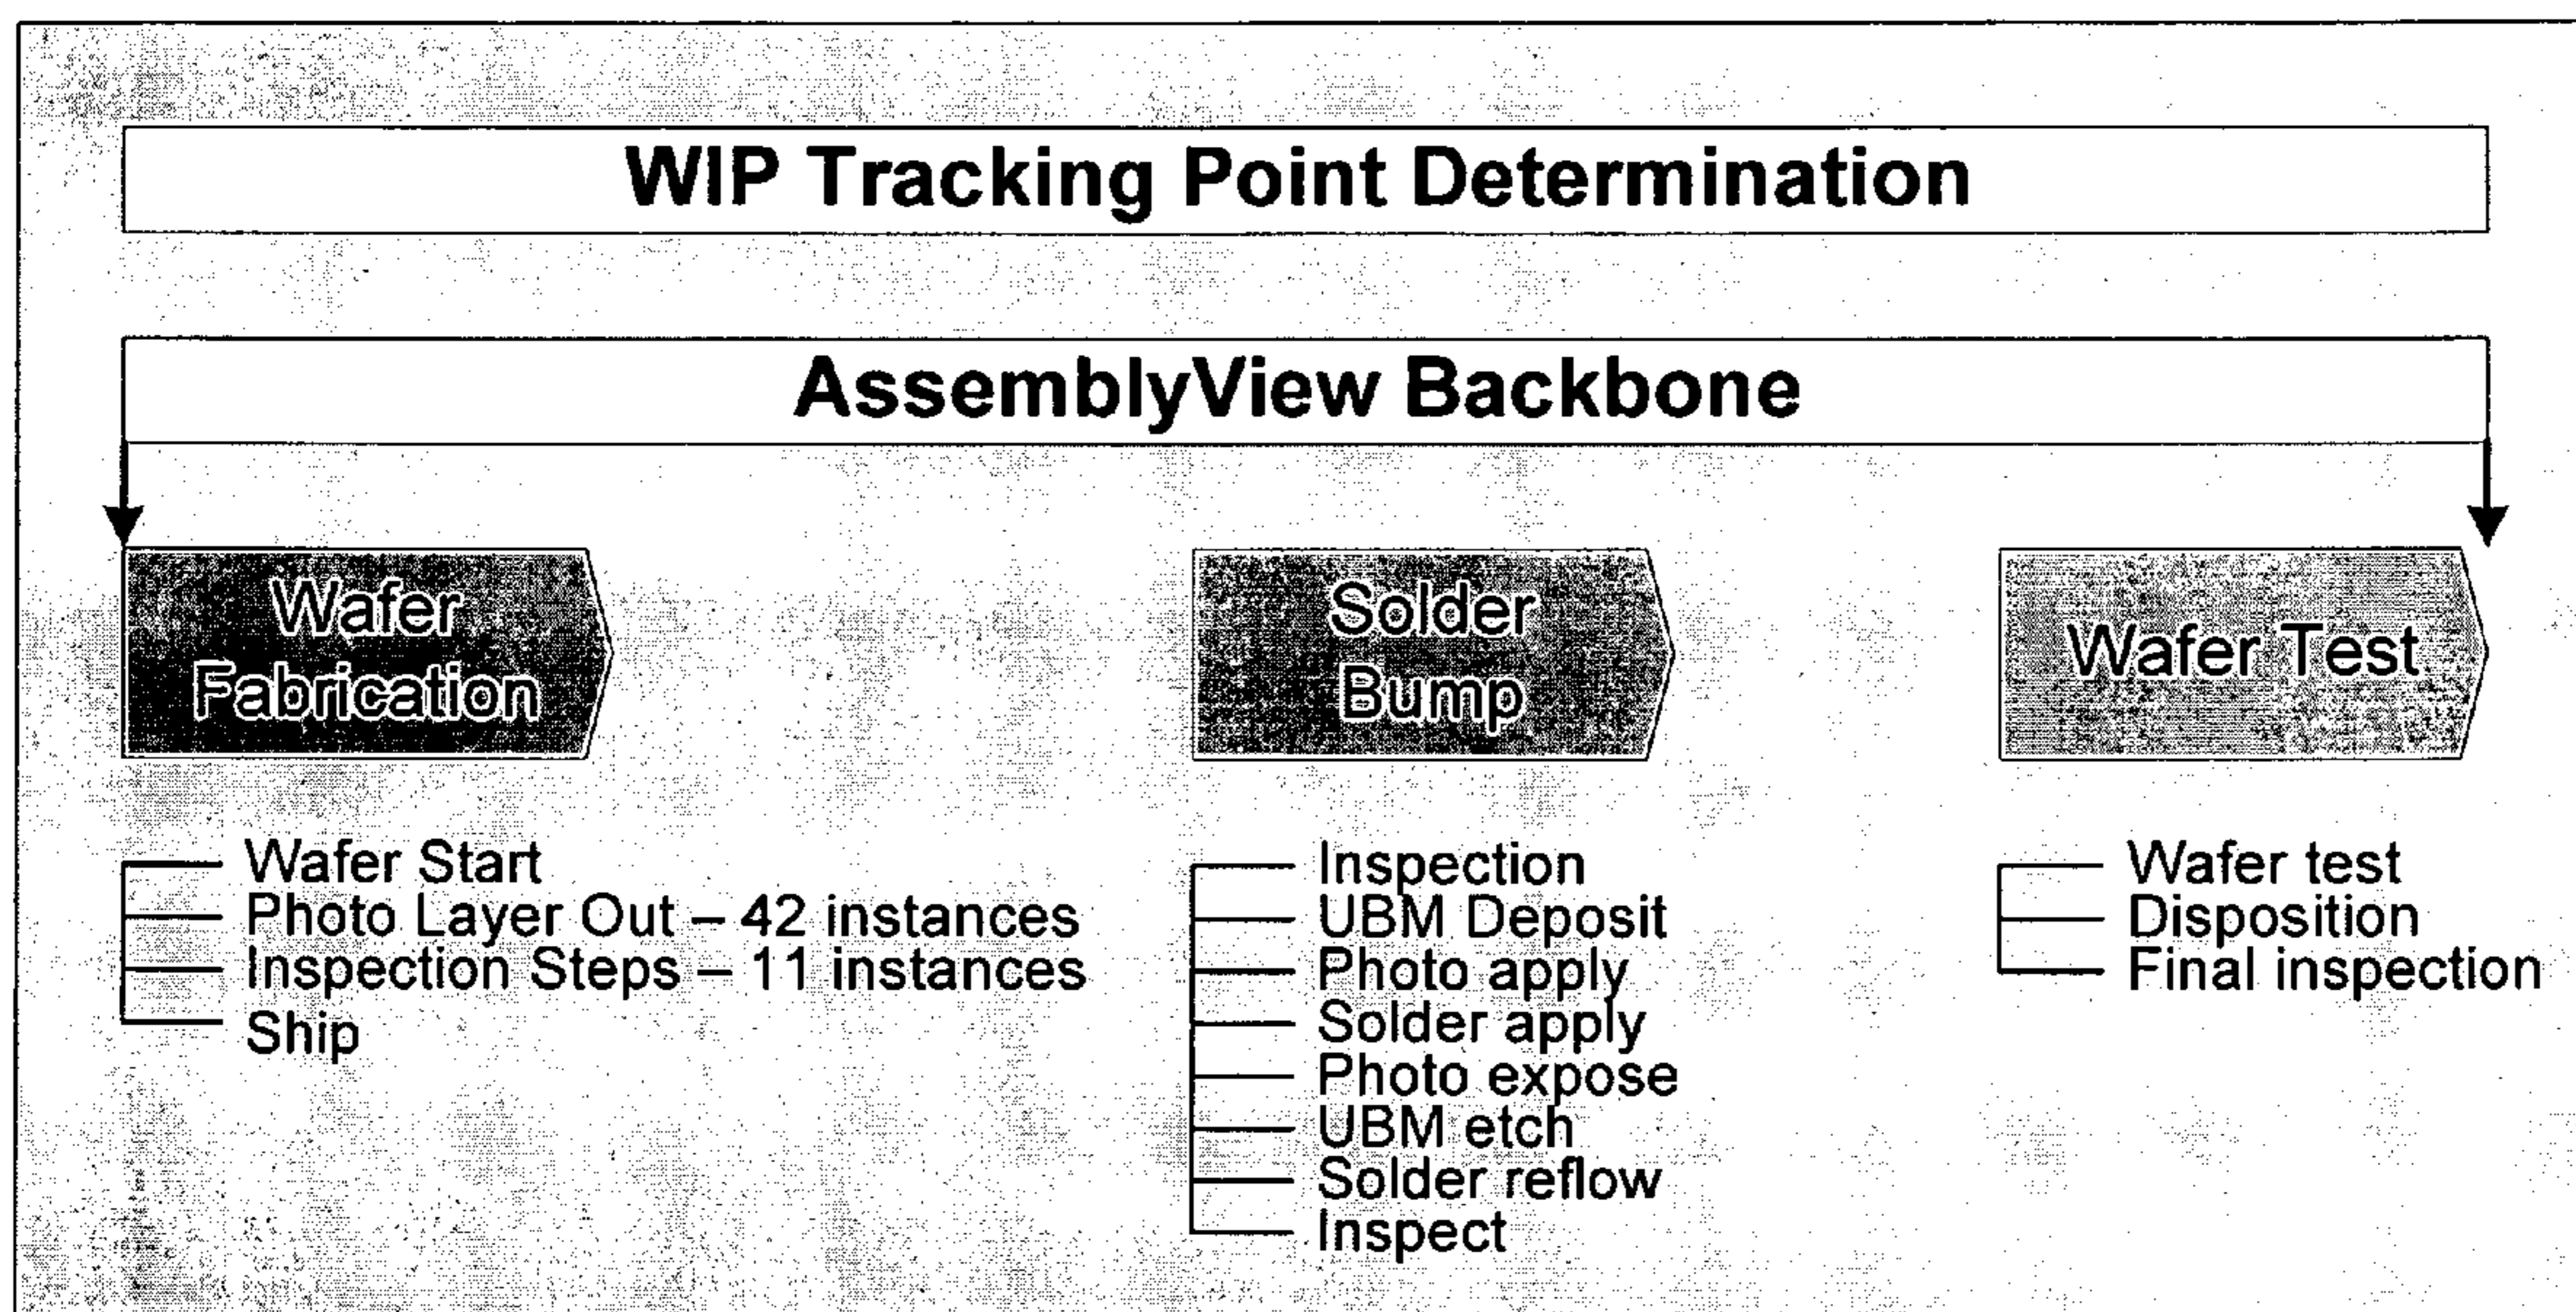 WIP Tracking Point Determination
AssemblyView Backbone
Wafer
Fabrication
Wafer Start
Photo Layer Out – 42 instances
Inspection Steps – 11 instances
Ship
Solder
Bump
Inspection
UBM Deposit
Photo apply
Solder apply
Photo expose
UBM etch
Solder reflow
Inspect
Wafer Test
Wafer test
Disposition
Final inspection